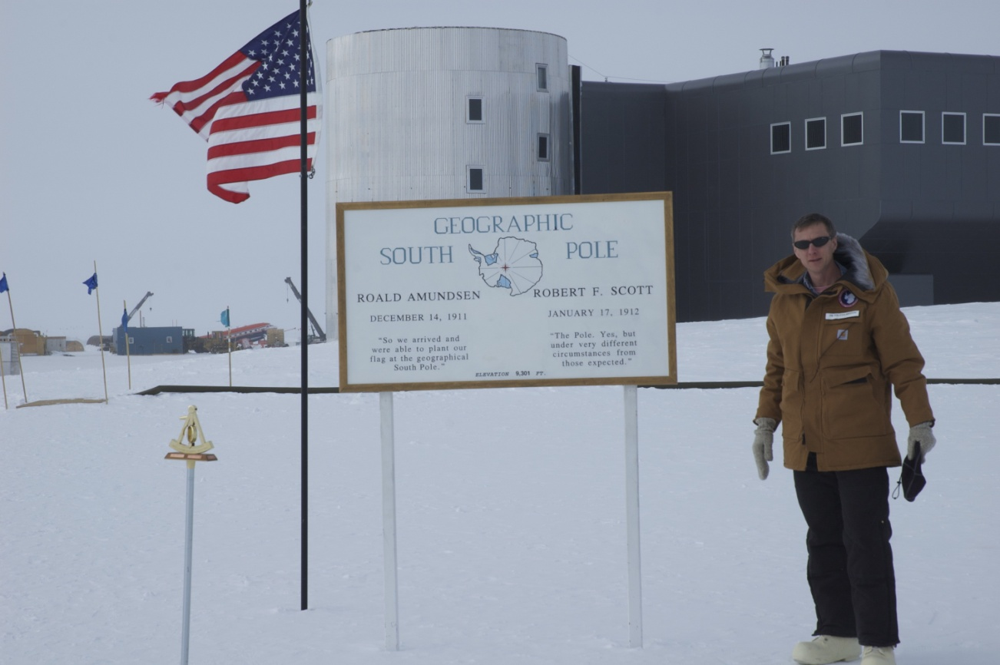 GEOGRAPHIC
SOUTH POLE
ROALD AMUNDSEN
DECEMBER 14, 1911
"So we arrived and
were able to plant our
flag at the geographical
South Pole."
ROBERT F. SCOTT
JANUARY 17, 1912
"The Pole. Yes, but
under very different
circumstances from
those expected."
ELEVATION 9,301 FT.